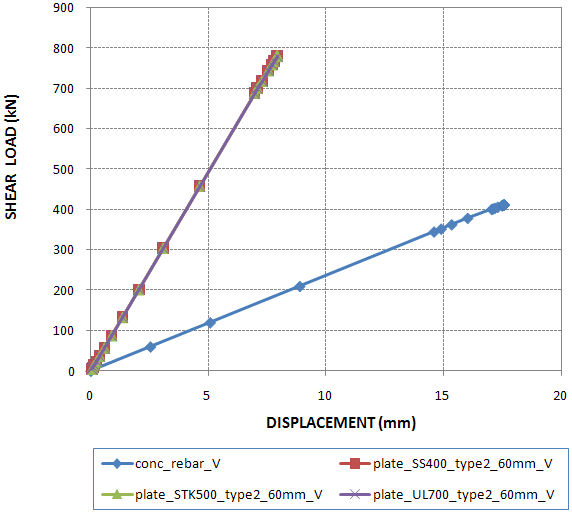 900
800
700
600
500
400
300
200
100
0
SHEAR LOAD (kN)
0 5 10 15 20
DISPLACEMENT (mm)
conc_rebar_V plate_SS400_type2_60mm_V
plate_STK500_type2_60mm_V plate_UL700_type2_60mm_V